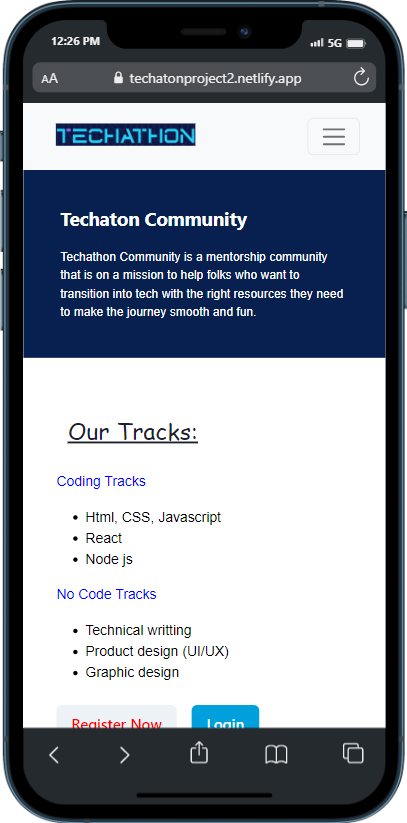 12:26 PM
5G
AA
techatonproject2.netlify.app
TECHATHON
Techaton Community
Techathon Community is a mentorship community
that is on a mission to help folks who want to
transition into tech with the right resources they need
to make the journey smooth and fun.
Our Tracks:
Coding Tracks
Html, CSS, Javascript
React
Node js
No Code Tracks
Technical writting
Product design (UI/UX)
Graphic design
Register Now
Login